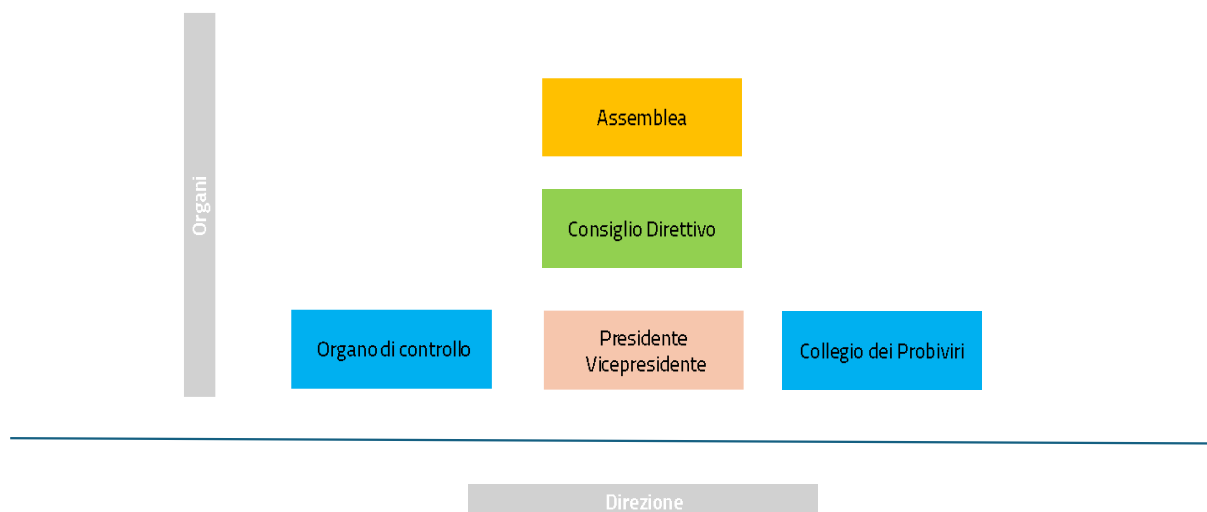 Organi
Assemblea
Consiglio Direttivo
Organo di controllo
Presidente
Vicepresidente
Collegio dei Probiviri
Direzione